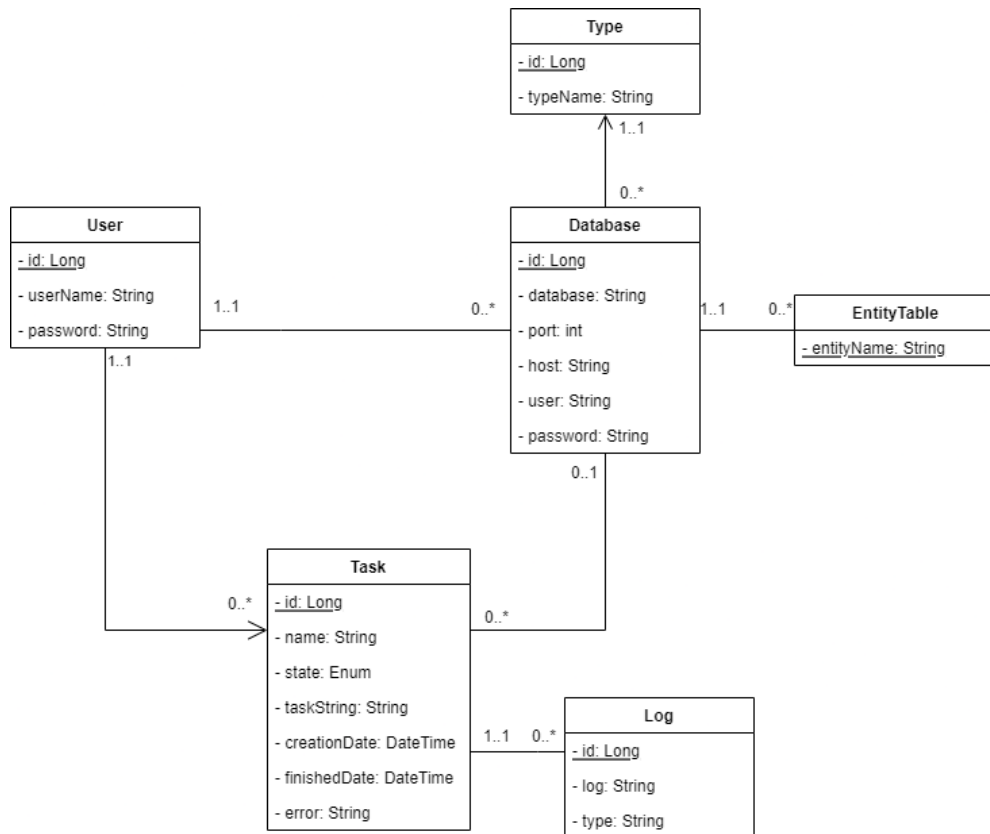 Type
- id: Long
- typeName: String
1..1
0..*
User
- id: Long
- userName: String
- password: String
1..1
0..*
1..1
Database
- id: Long
- database: String
- port: int
- host: String
- user: String
- password: String
1..1
0..*
0..1
EntityTable
- entityName: String
Task
- id: Long
- name: String
- state: Enum
- taskString: String
- creationDate: DateTime
- finishedDate: DateTime
- error: String
0..*
0..*
1..1
0..*
Log
- id: Long
- log: String
- type: String